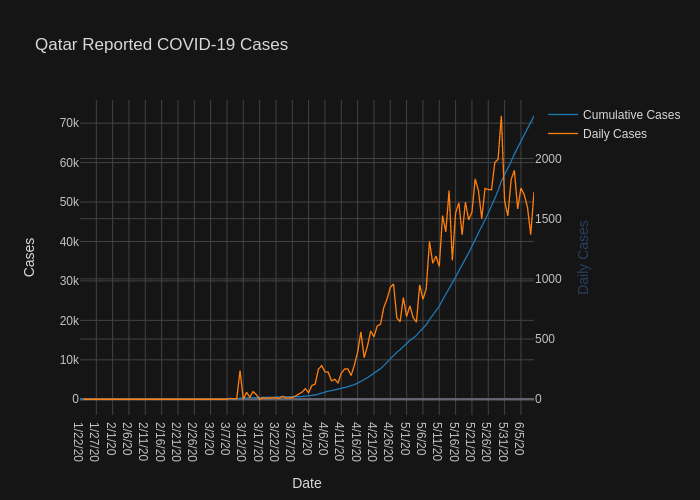 Qatar Reported COVID-19 Cases
Cumulative Cases
Daily Cases
70k
60k
50k
40k
30k
20k
10k
0
2000
1500
1000
500
0
Cases
Daily Cases
1/22/20
1/27/20
2/1/20
2/6/20
2/11/20
2/16/20
2/21/20
2/26/20
3/2/20
3/7/20
3/12/20
3/17/20
3/22/20
3/27/20
4/1/20
4/6/20
4/11/20
4/16/20
4/21/20
4/26/20
5/1/20
5/6/20
5/11/20
5/16/20
5/21/20
5/26/20
5/31/20
6/5/20
Date